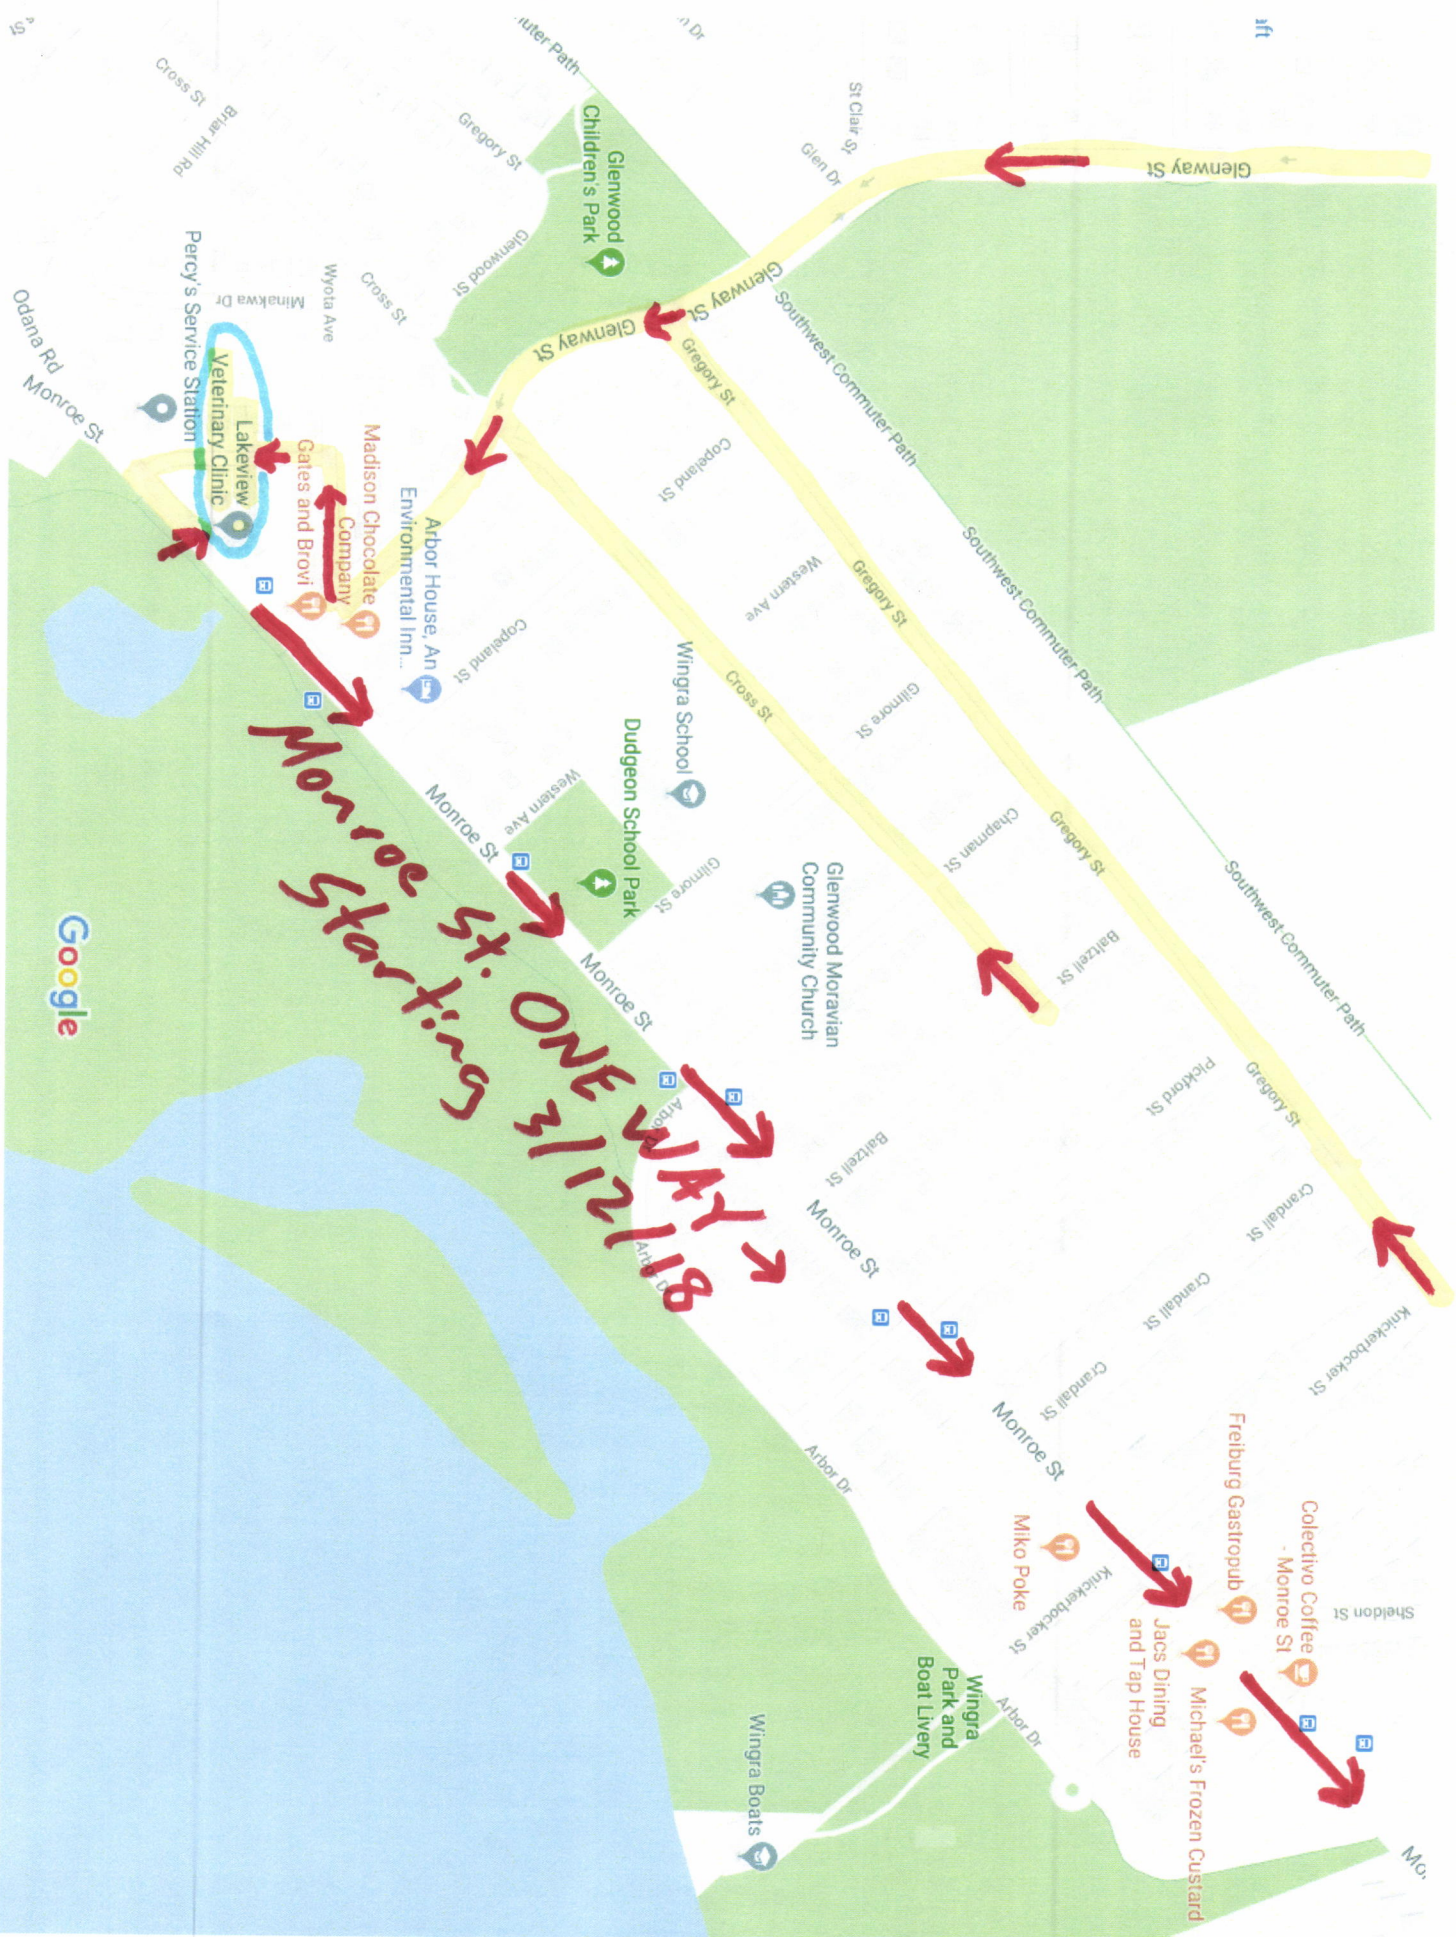 aft
St Clair St
Glen Dr
Glenway St
Cross St
Briar Hill Rd
Gregory St
Glenwood
Children's Park
Glenwood St
Glenway St
Glenway St
Southwest Commuter Path
Gregory St
Copeland St
Southwest Commuter Path
Western Ave
Gregory St
Gilmore St
Chapman St
Gregory St
Southwest Commuter Path
Baltzell St
Pickford St
Gregory St
Crandall St
Knickerbocker St
Cross St
Wyota Ave
Minakwa Dr
Percy's Service Station
Odana Rd
Monroe St
Lakeview
Veterinary Clinic
Madison Chocolate
Company
Gates and Brovi
Arbor House, An
Environmental Inn...
Copeland St
Wingra School
Cross St
Dudgeon School Park
Western Ave
Gilmore St
Monroe St
Glenwood Moravian
Community Church
Monroe St
Arbor Dr
Baltzell St
Monroe St
Arbor Dr
Crandall St
Crandall St
Monroe St
Arbor Dr
Miko Poke
Knickerbocker St
Freiburg Gastropub
Colectivo Coffee
- Monroe St
Sheldon St
Jacs Dining
and Tap House
Michael's Frozen Custard
Wingra
Park and
Boat Livery
Arbor Dr
Wingra Boats
Monroe St. ONE WAY
Starting 3/12/18
Google